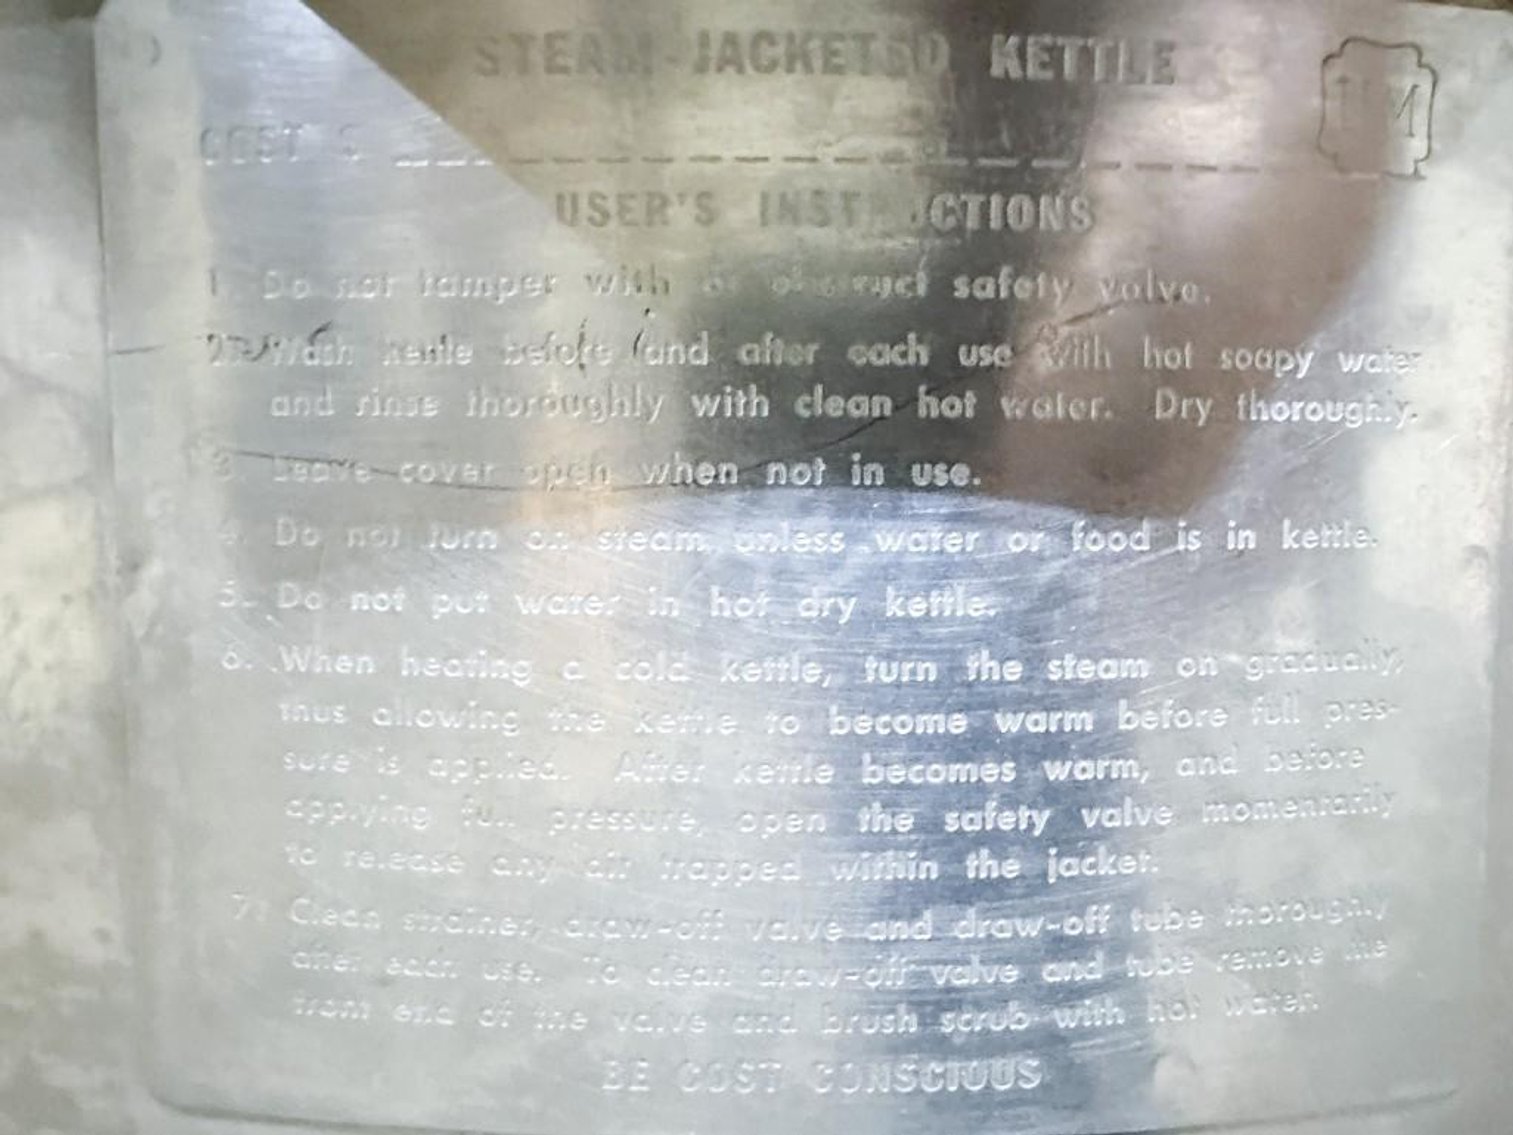 STEAM-JACKETED KETTLE
COST $
USER'S INSTRUCTIONS
1. Do not tamper with or obstruct safety valve.
2. Wash kettle before and after each use with hot soapy water
and rinse thoroughly with clean hot water. Dry thoroughly.
3. Leave cover open when not in use.
4. Do not turn on steam unless water or food is in kettle.
5. Do not put water in hot dry kettle.
6. When heating a cold kettle, turn the steam on gradually,
thus allowing the kettle to become warm before full pres-
sure is applied. After kettle becomes warm, and before
applying full pressure, open the safety valve momentarily
to release any air trapped within the jacket.
7. Clean strainer, draw-off valve and draw-off tube thoroughly
after each use. To clean draw-off valve and tube remove the
front end of the valve and brush scrub with hot water.
BE COST CONSCIOUS